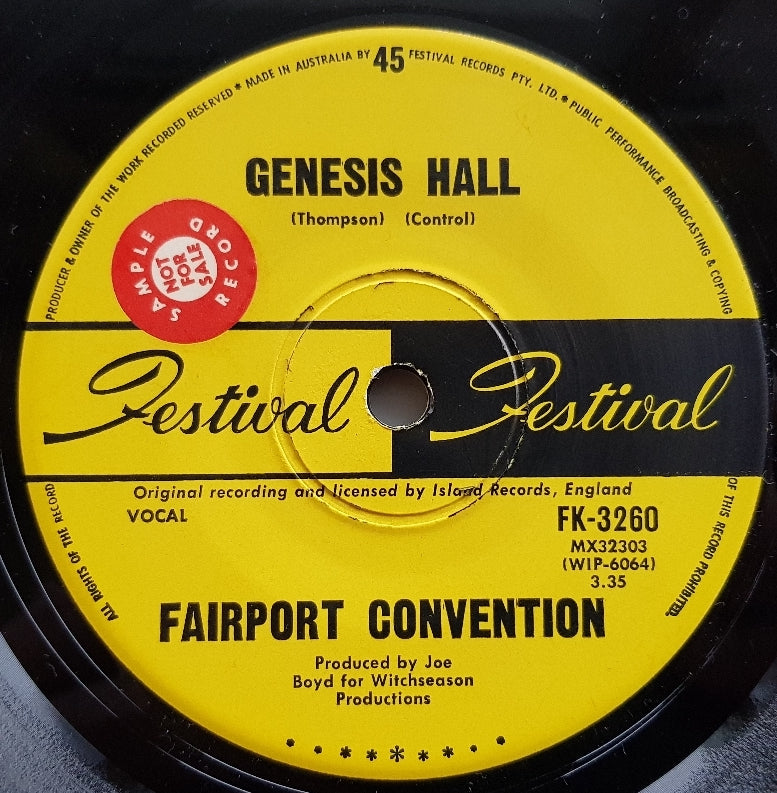 PRODUCER & OWNER OF THE WORK RECORDED RESERVED * MADE IN AUSTRALIA BY 45 FESTIVAL RECORDS PTY. LTD. * PUBLIC PERFORMANCE BROADCASTING & COPYING
GENESIS HALL
(Thompson) (Control)
SAMPLE RECORD
NOT
FOR
SALE
Festival Festival
Original recording and licensed by Island Records, England
VOCAL
FK-3260
MX32303
(WIP-6064)
3.35
ALL RIGHTS OF THE RECORD
OF THIS RECORD PROHIBITED.
FAIRPORT CONVENTION
Produced by Joe
Boyd for Witchseason
Productions